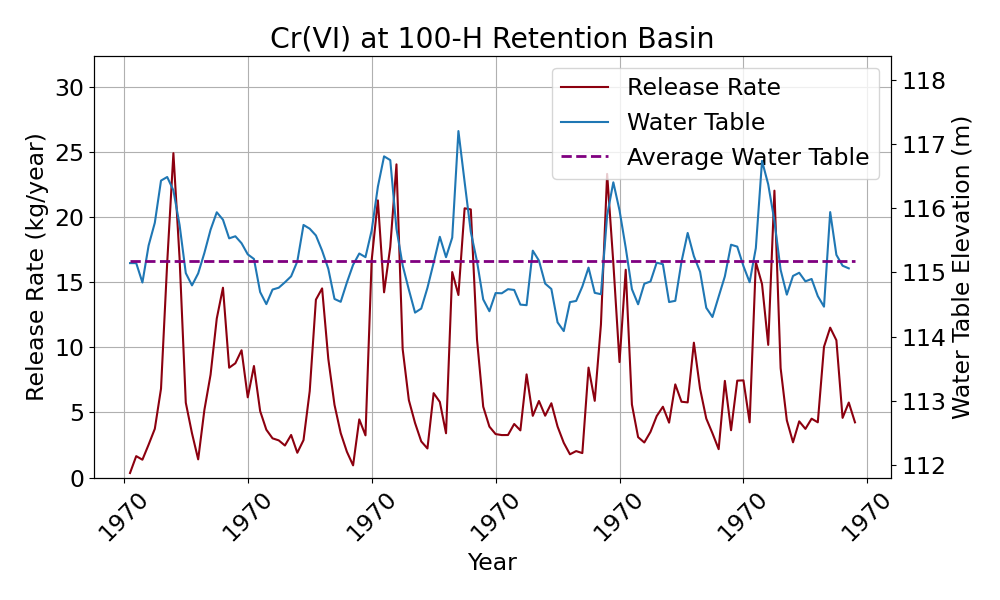 Cr(VI) at 100-H Retention Basin
Release Rate
Water Table
Average Water Table
Release Rate (kg/year)
30
25
20
15
10
5
0
118
117
116
115
114
113
112
Water Table Elevation (m)
1970 1970 1970 1970 1970 1970 1970
Year